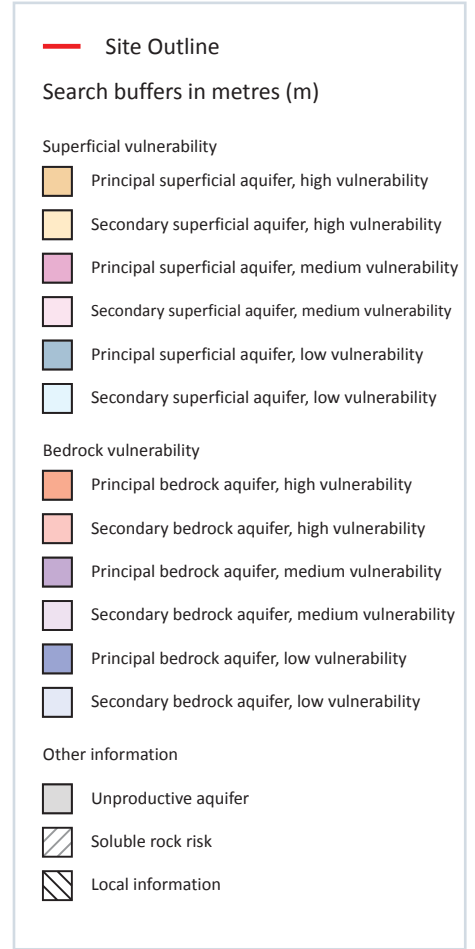 Site Outline
Search buffers in metres (m)
Superficial vulnerability
Principal superficial aquifer, high vulnerability
Secondary superficial aquifer, high vulnerability
Principal superficial aquifer, medium vulnerability
Secondary superficial aquifer, medium vulnerability
Principal superficial aquifer, low vulnerability
Secondary superficial aquifer, low vulnerability
Bedrock vulnerability
Principal bedrock aquifer, high vulnerability
Secondary bedrock aquifer, high vulnerability
Principal bedrock aquifer, medium vulnerability
Secondary bedrock aquifer, medium vulnerability
Principal bedrock aquifer, low vulnerability
Secondary bedrock aquifer, low vulnerability
Other information
Unproductive aquifer
Soluble rock risk
Local information